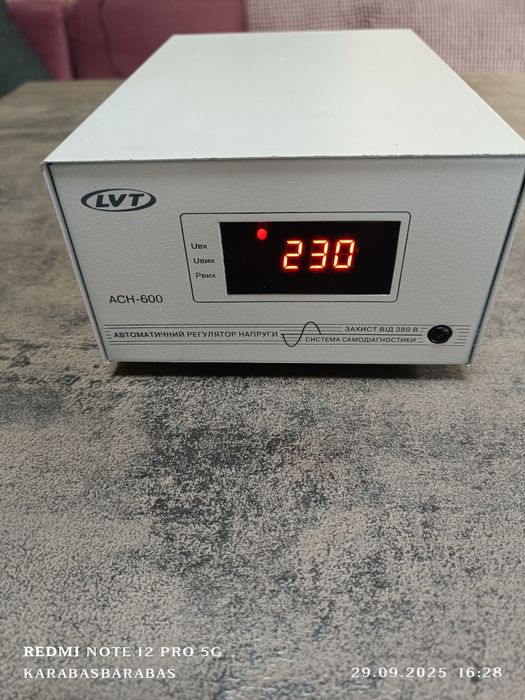 LVT
Uвх
Uвих
Pвих
230
АСН-600
АВТОМАТИЧНИЙ РЕГУЛЯТОР НАПРУГИ
ЗАХИСТ ВІД 380 В
СИСТЕМА САМОДІАГНОСТИКИ
REDMI NOTE 12 PRO 5G
KARABASBARABAS
29.09.2025 16:28